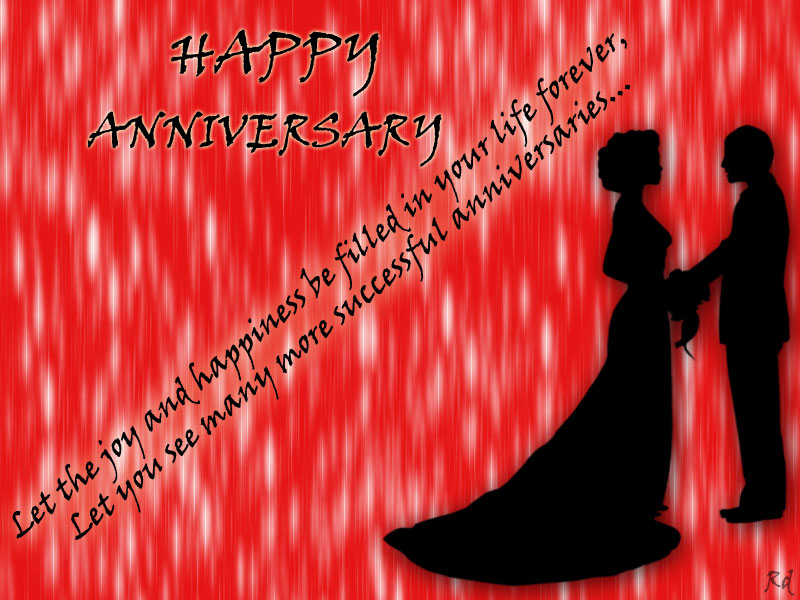 HAPPY
ANNIVERSARY
Let the joy and happiness be filled in your life forever,
Let you see many more successful anniversaries...
Rd